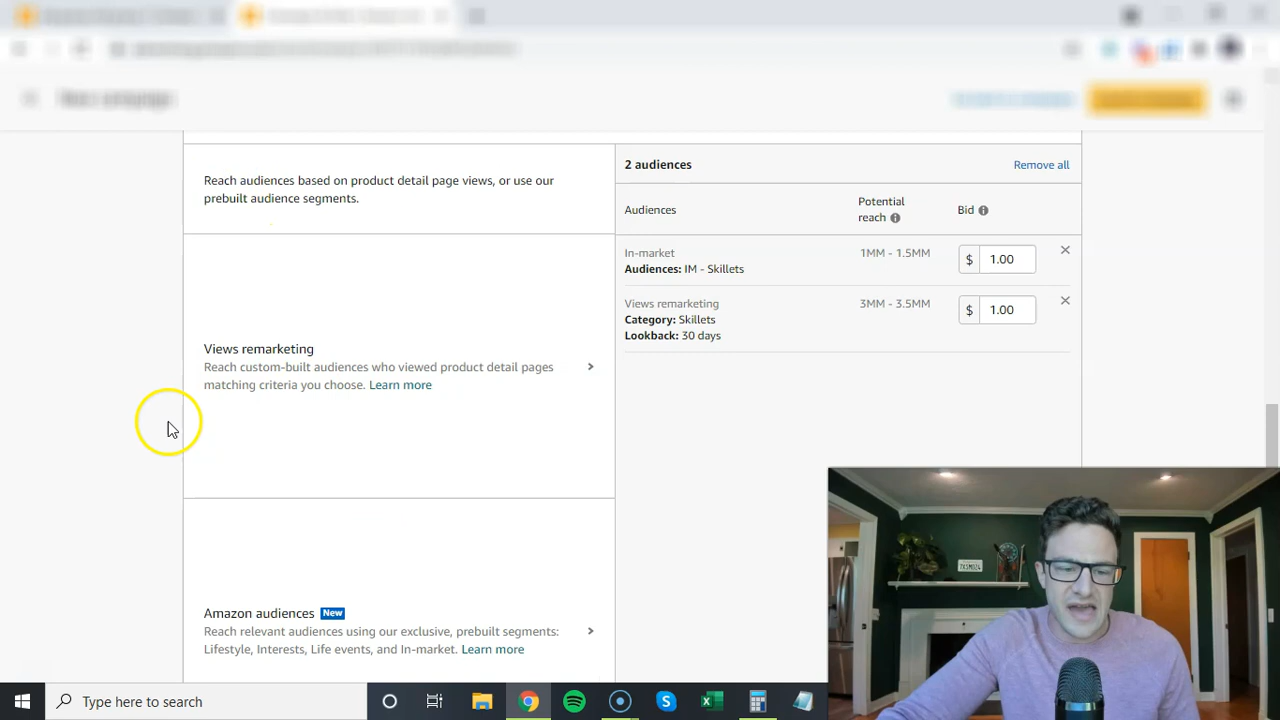 New campaign
Reach audiences based on product detail page views, or use our
prebuilt audience segments.
2 audiences
Remove all
Audiences
Potential
reach
Bid
In-market
Audiences: IM - Skillets
1MM - 1.5MM
$ 1.00
Views remarketing
Category: Skillets
Lookback: 30 days
3MM - 3.5MM
$ 1.00
Views remarketing
Reach custom-built audiences who viewed product detail pages
matching criteria you choose. Learn more
Amazon audiences New
Reach relevant audiences using our exclusive, prebuilt segments:
Lifestyle, Interests, Life events, and In-market. Learn more
Type here to search